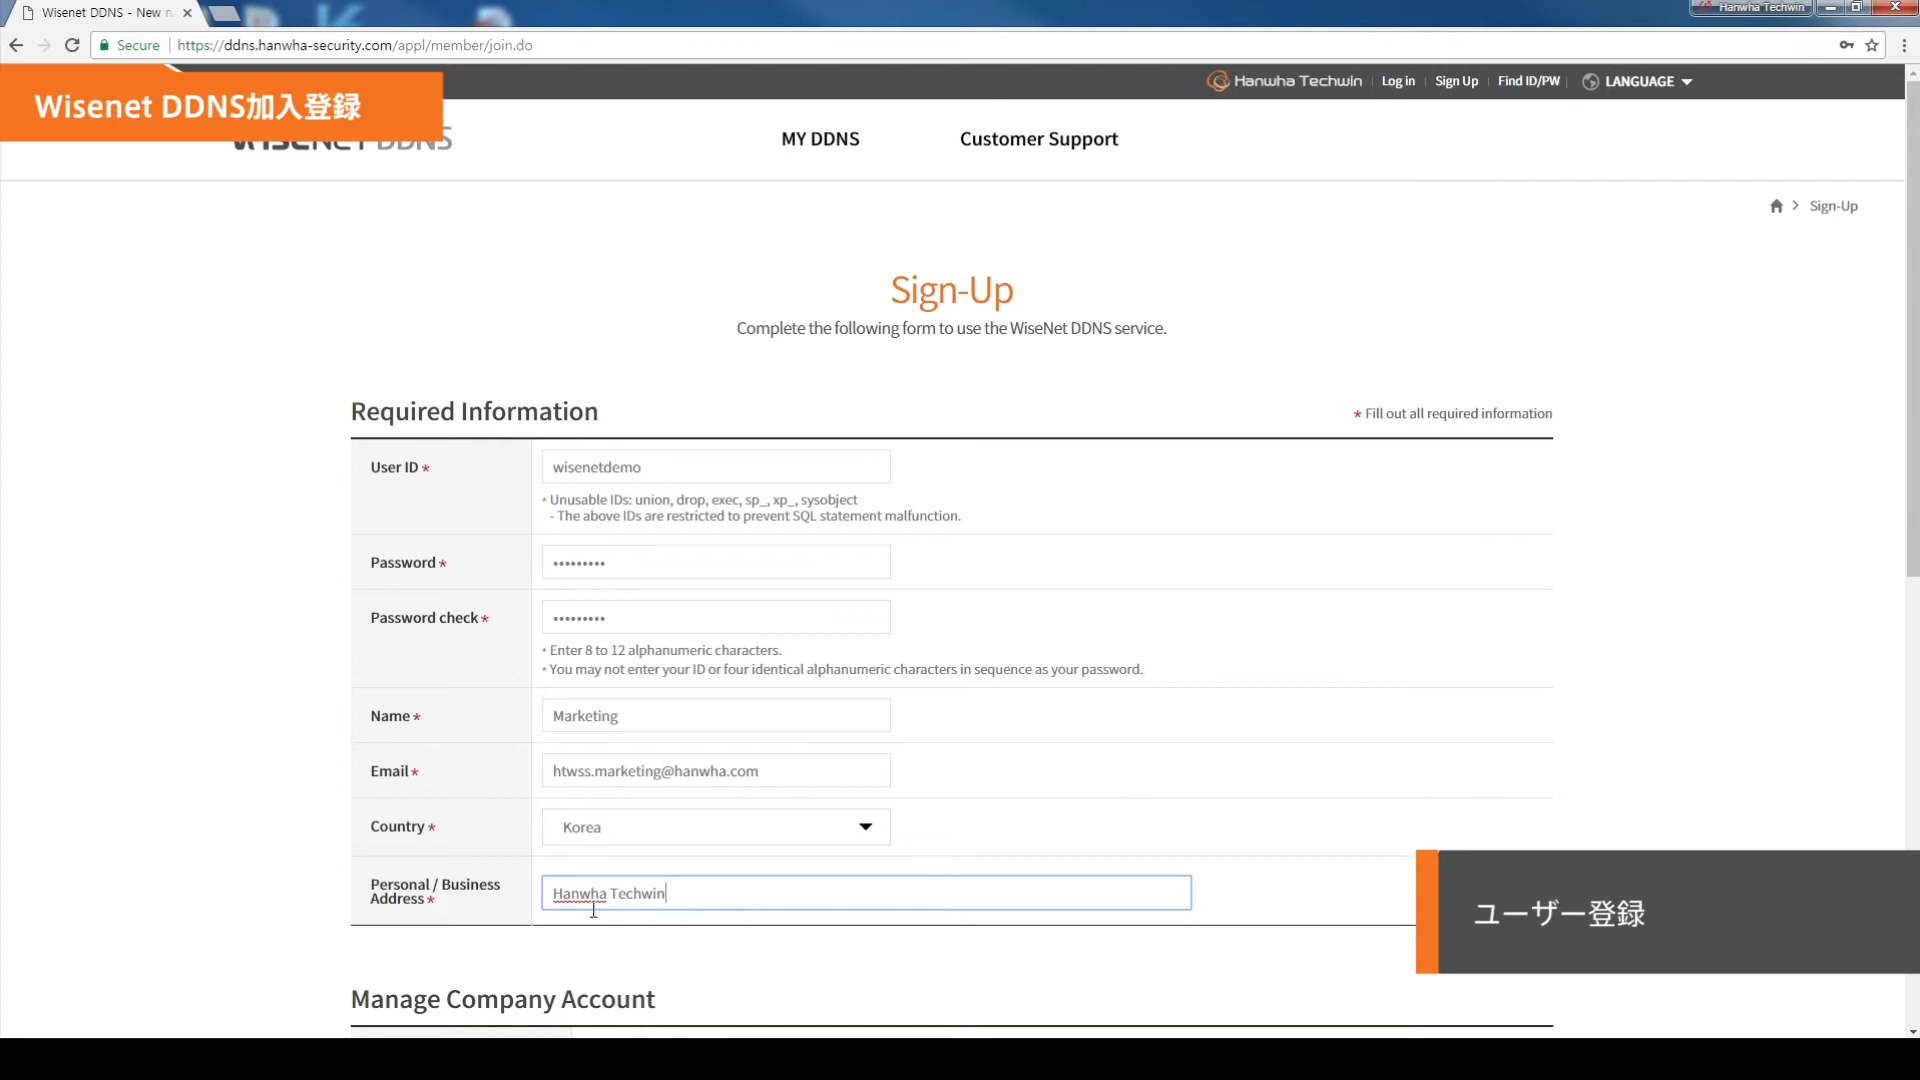 Wisenet DDNS - New n
Hanwha Techwin
Secure
https://ddns.hanwha-security.com/appl/member/join.do
Hanwha Techwin
Log in
Sign Up
Find ID/PW
LANGUAGE
Wisenet DDNS加入登録
WISENET DDNS
MY DDNS
Customer Support
Sign-Up
Sign-Up
Complete the following form to use the WiseNet DDNS service.
Required Information
* Fill out all required information
User ID *
wisenetdemo
* Unusable IDs: union, drop, exec, sp_, xp_, sysobject
- The above IDs are restricted to prevent SQL statement malfunction.
Password *
•••••••••
Password check *
•••••••••
* Enter 8 to 12 alphanumeric characters.
* You may not enter your ID or four identical alphanumeric characters in sequence as your password.
Name *
Marketing
Email *
htwss.marketing@hanwha.com
Country *
Korea
Personal / Business
Address *
Hanwha Techwin
ユーザー登録
Manage Company Account